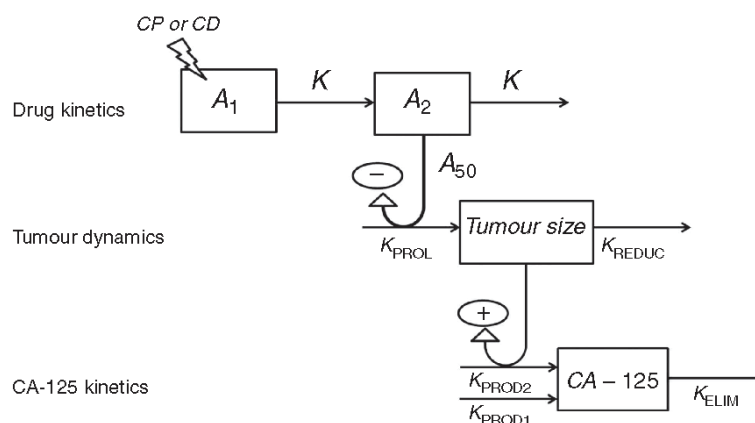 CP or CD
Drug kinetics
A1
K
A2
K
A50
−
Tumour dynamics
KPROL
Tumour size
KREDUC
+
CA-125 kinetics
KPROD2
KPROD1
CA – 125
KELIM